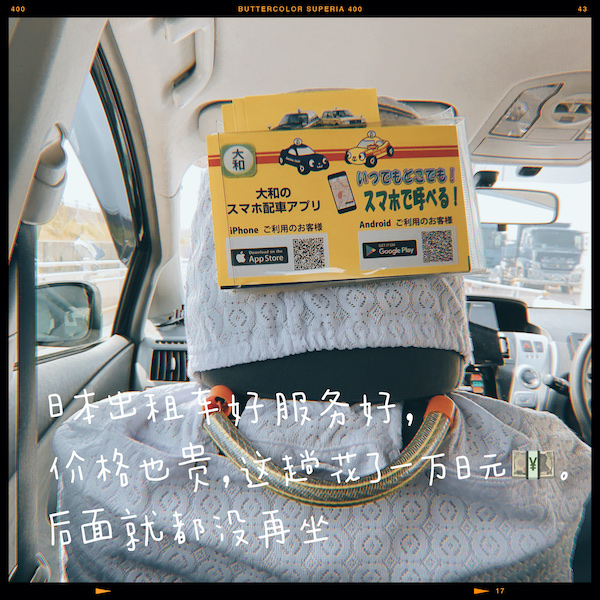 400
BUTTERCOLOR SUPERIA 400
43
大和
大和の
スマホ配車アプリ
いつでもどこでも!
スマホで呼べる!
iPhone ご利用のお客様
Android ご利用のお客様
Download on the
App Store
GET IT ON
Google Play
日本出租车好服务好,
价格也贵,这趟花了一万日元💴。
后面就都没再坐
17